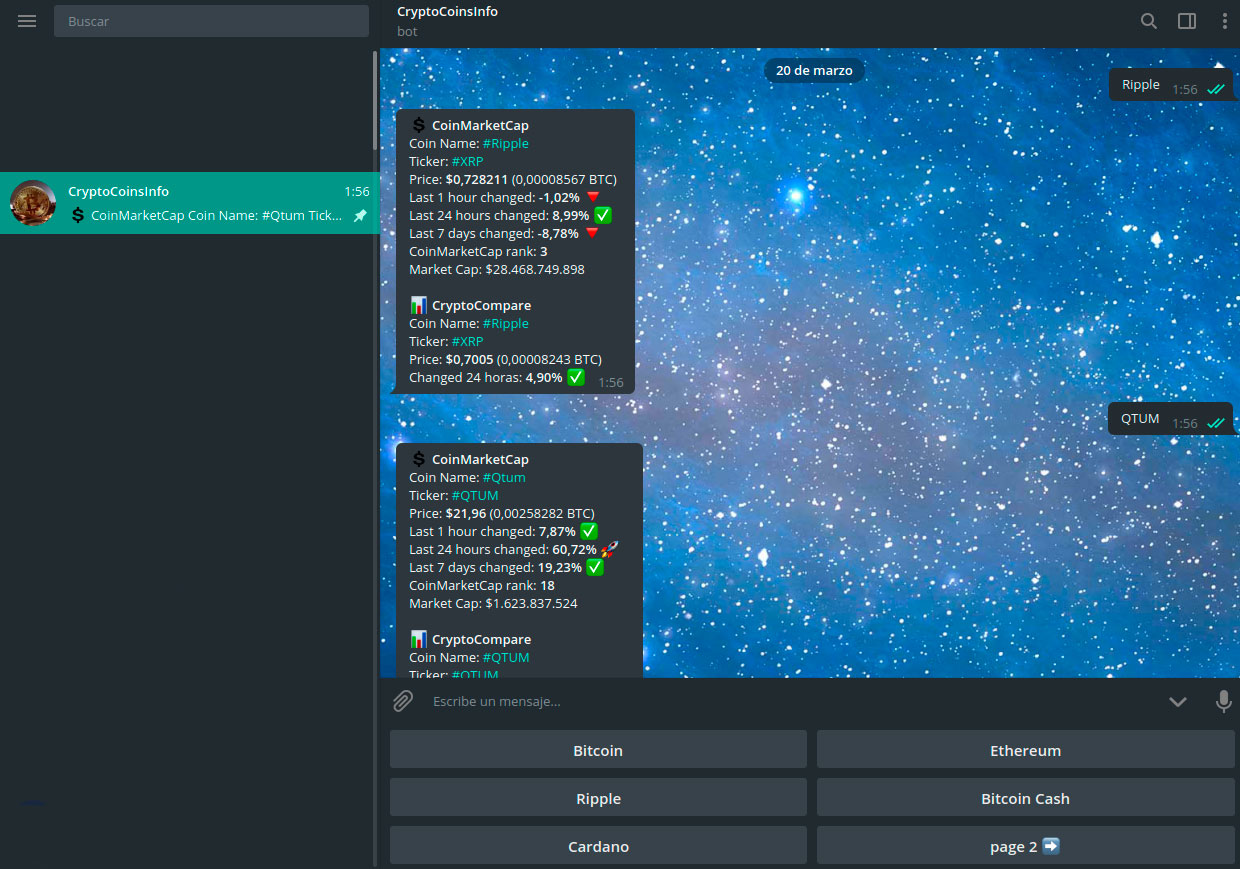 Buscar
CryptoCoinsInfo
1:56
CoinMarketCap Coin Name: #Qtum Tick...
CryptoCoinsInfo
bot
20 de marzo
Ripple 1:56
CoinMarketCap
Coin Name: #Ripple
Ticker: #XRP
Price: $0,728211 (0,00008567 BTC)
Last 1 hour changed: -1,02%
Last 24 hours changed: 8,99%
Last 7 days changed: -8,78%
CoinMarketCap rank: 3
Market Cap: $28.468.749.898
CryptoCompare
Coin Name: #Ripple
Ticker: #XRP
Price: $0,7005 (0,00008243 BTC)
Changed 24 horas: 4,90% 1:56
QTUM 1:56
CoinMarketCap
Coin Name: #Qtum
Ticker: #QTUM
Price: $21,96 (0,00258282 BTC)
Last 1 hour changed: 7,87%
Last 24 hours changed: 60,72%
Last 7 days changed: 19,23%
CoinMarketCap rank: 18
Market Cap: $1.623.837.524
CryptoCompare
Coin Name: #QTUM
Ticker: #QTUM
Escribe un mensaje...
Bitcoin
Ethereum
Ripple
Bitcoin Cash
Cardano
page 2